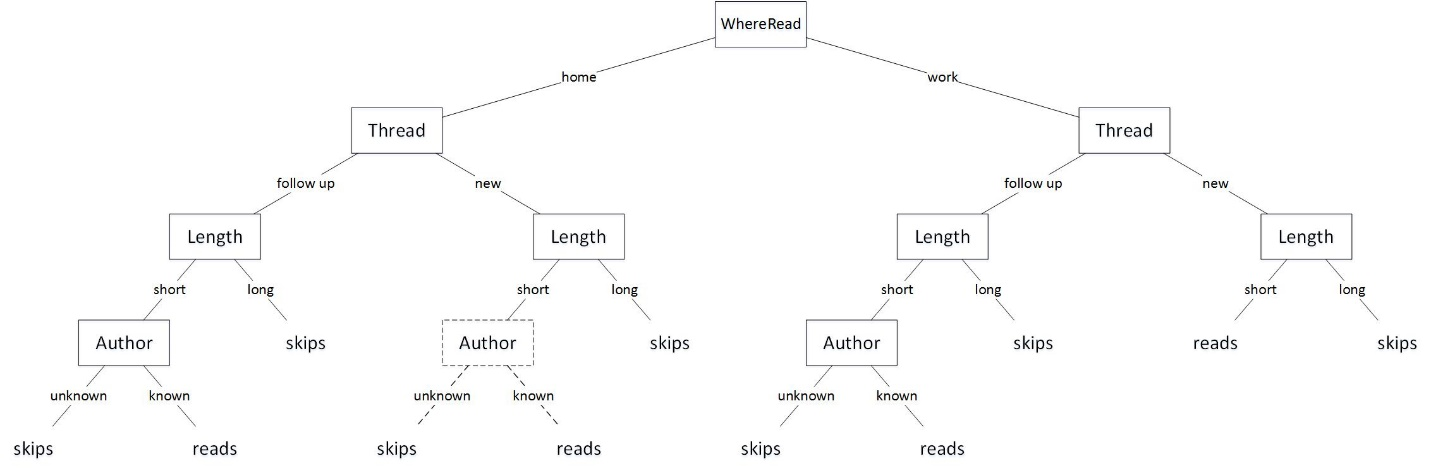 WhereRead
home
work
Thread
Thread
follow up
new
follow up
new
Length
Length
Length
Length
short
long
short
long
short
long
short
long
Author
skips
Author
skips
Author
skips
reads
skips
unknown
known
unknown
known
unknown
known
skips
reads
skips
reads
skips
reads